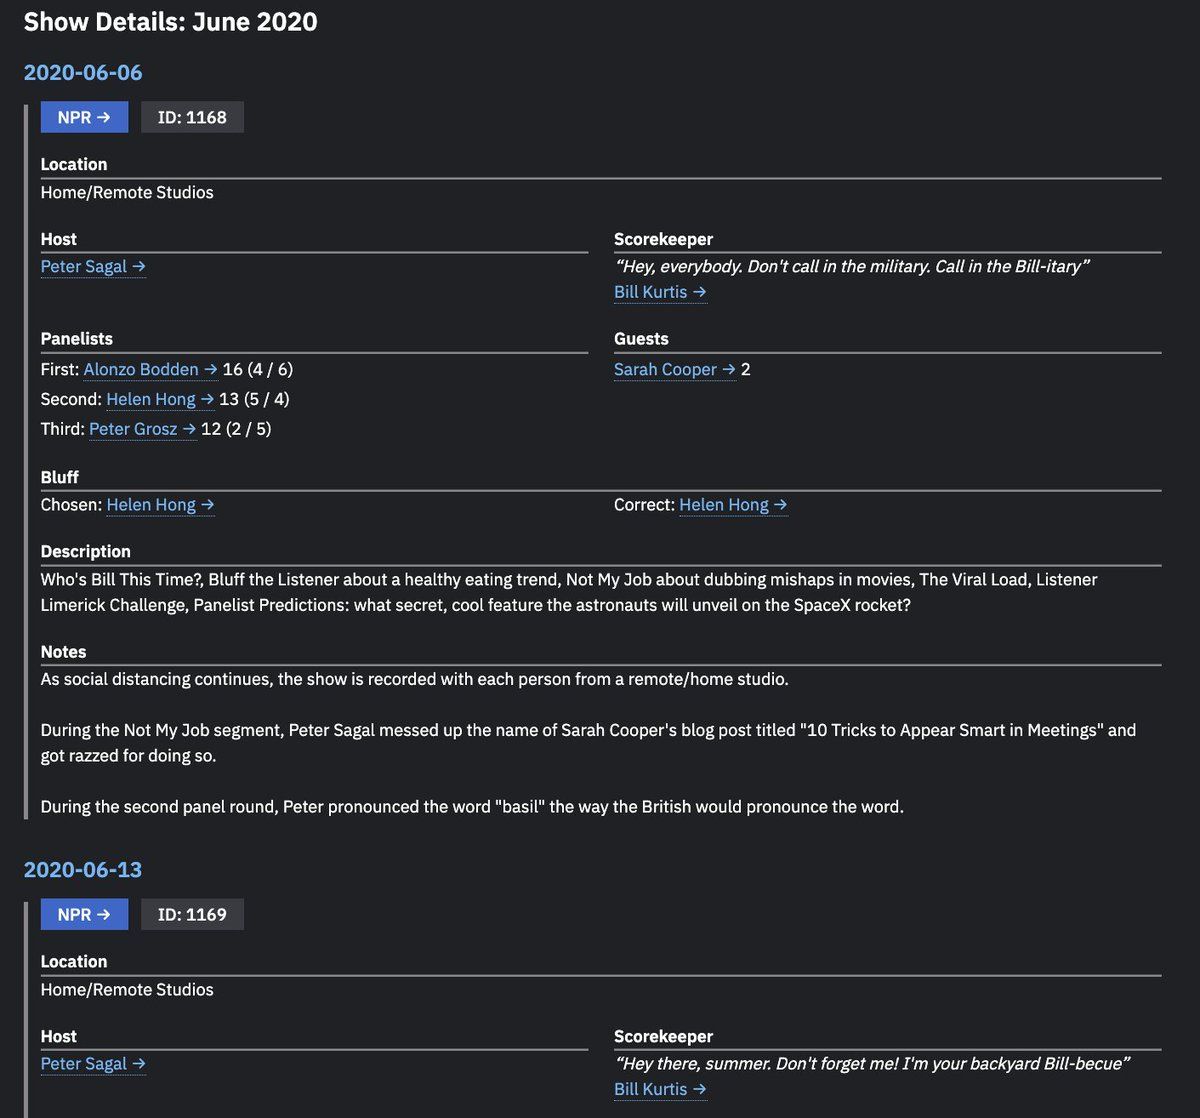 Show Details: June 2020
2020-06-06
NPR → ID: 1168
Location
Home/Remote Studios
Host
Peter Sagal →
Scorekeeper
“Hey, everybody. Don't call in the military. Call in the Bill-itary”
Bill Kurtis →
Panelists
First: Alonzo Bodden → 16 (4 / 6)
Second: Helen Hong → 13 (5 / 4)
Third: Peter Grosz → 12 (2 / 5)
Guests
Sarah Cooper → 2
Bluff
Chosen: Helen Hong →
Correct: Helen Hong →
Description
Who's Bill This Time?, Bluff the Listener about a healthy eating trend, Not My Job about dubbing mishaps in movies, The Viral Load, Listener
Limerick Challenge, Panelist Predictions: what secret, cool feature the astronauts will unveil on the SpaceX rocket?
Notes
As social distancing continues, the show is recorded with each person from a remote/home studio.
During the Not My Job segment, Peter Sagal messed up the name of Sarah Cooper's blog post titled "10 Tricks to Appear Smart in Meetings" and
got razzed for doing so.
During the second panel round, Peter pronounced the word "basil" the way the British would pronounce the word.
2020-06-13
NPR → ID: 1169
Location
Home/Remote Studios
Host
Peter Sagal →
Scorekeeper
“Hey there, summer. Don't forget me! I'm your backyard Bill-becue”
Bill Kurtis →